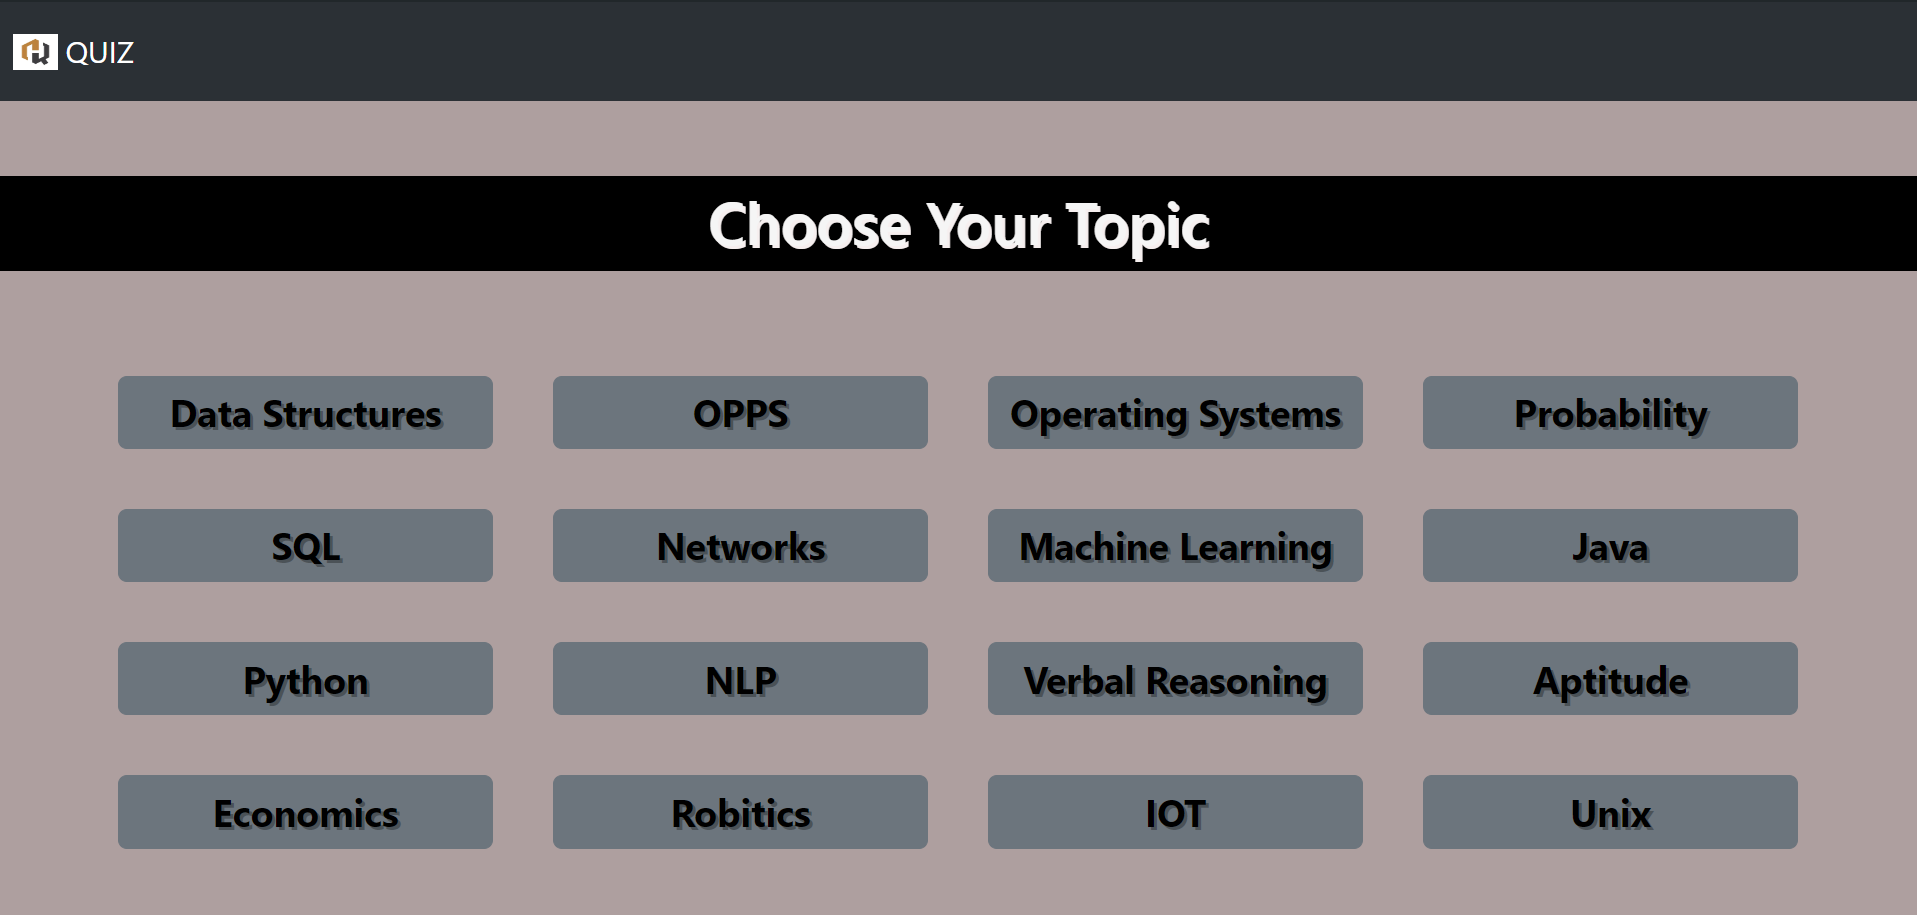 QUIZ
Choose Your Topic
Data Structures OPPS Operating Systems Probability
SQL Networks Machine Learning Java
Python NLP Verbal Reasoning Aptitude
Economics Robitics IOT Unix